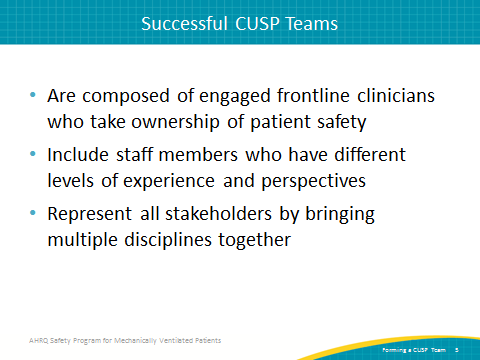 Successful CUSP Teams
• Are composed of engaged frontline clinicians
who take ownership of patient safety
• Include staff members who have different
levels of experience and perspectives
• Represent all stakeholders by bringing
multiple disciplines together
AHRQ Safety Program for Mechanically Ventilated Patients
Forming a CUSP Team 5